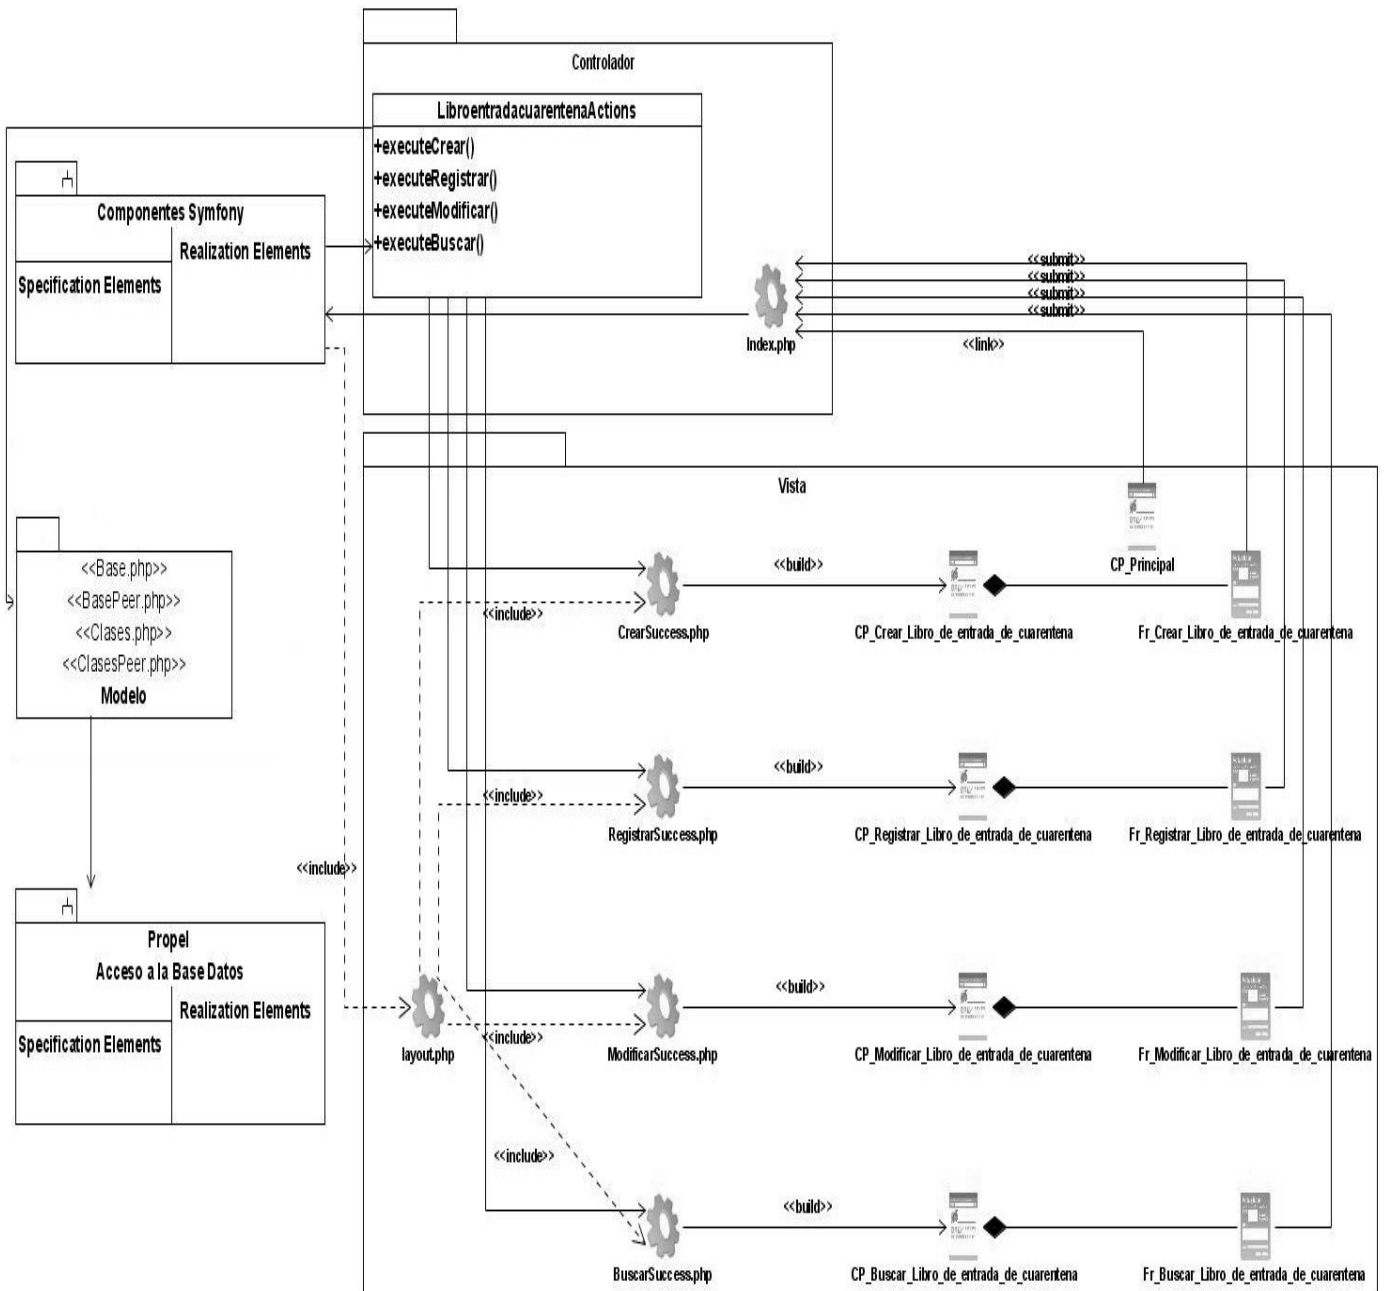 Controlador
LibroentradacuarentenaActions
+executeCrear()
+executeRegistrar()
+executeModificar()
+executeBuscar()
Componentes Symfony
Realization Elements
Specification Elements
<<submit>>
<<submit>>
<<submit>>
<<submit>>
<<link>>
Index.php
Vista
CP_Principal
<<Base.php>>
<<BasePeer.php>>
<<Clases.php>>
<<ClasesPeer.php>>
Modelo
<<build>>
<<include>>
CrearSuccess.php
CP_Crear_Libro_de_entrada_de_cuarentena
Fr_Crear_Libro_de_entrada_de_cuarentena
<<build>>
<<include>>
RegistrarSuccess.php
CP_Registrar_Libro_de_entrada_de_cuarentena
Fr_Registrar_Libro_de_entrada_de_cuarentena
<<include>>
Propel
Acceso a la Base Datos
Realization Elements
Specification Elements
layout.php
<<build>>
<<include>>
ModificarSuccess.php
CP_Modificar_Libro_de_entrada_de_cuarentena
Fr_Modificar_Libro_de_entrada_de_cuarentena
<<include>>
<<build>>
BuscarSuccess.php
CP_Buscar_Libro_de_entrada_de_cuarentena
Fr_Buscar_Libro_de_entrada_de_cuarentena